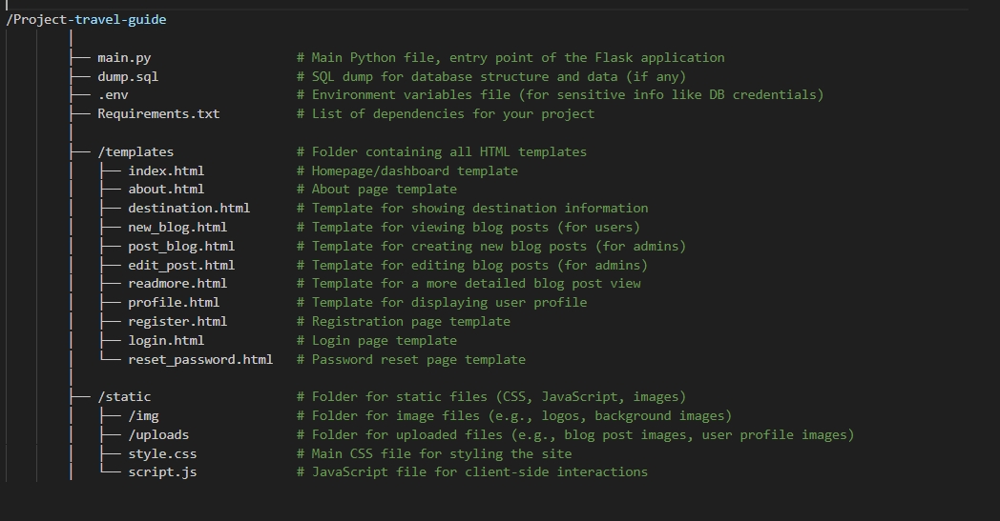 /Project-travel-guide
│
├── main.py # Main Python file, entry point of the Flask application
├── dump.sql # SQL dump for database structure and data (if any)
├── .env # Environment variables file (for sensitive info like DB credentials)
├── Requirements.txt # List of dependencies for your project
│
├── /templates # Folder containing all HTML templates
│ ├── index.html # Homepage/dashboard template
│ ├── about.html # About page template
│ ├── destination.html # Template for showing destination information
│ ├── new_blog.html # Template for viewing blog posts (for users)
│ ├── post_blog.html # Template for creating new blog posts (for admins)
│ ├── edit_post.html # Template for editing blog posts (for admins)
│ ├── readmore.html # Template for a more detailed blog post view
│ ├── profile.html # Template for displaying user profile
│ ├── register.html # Registration page template
│ ├── login.html # Login page template
│ └── reset_password.html # Password reset page template
│
├── /static # Folder for static files (CSS, JavaScript, images)
│ ├── /img # Folder for image files (e.g., logos, background images)
│ ├── /uploads # Folder for uploaded files (e.g., blog post images, user profile images)
│ ├── style.css # Main CSS file for styling the site
│ └── script.js # JavaScript file for client-side interactions